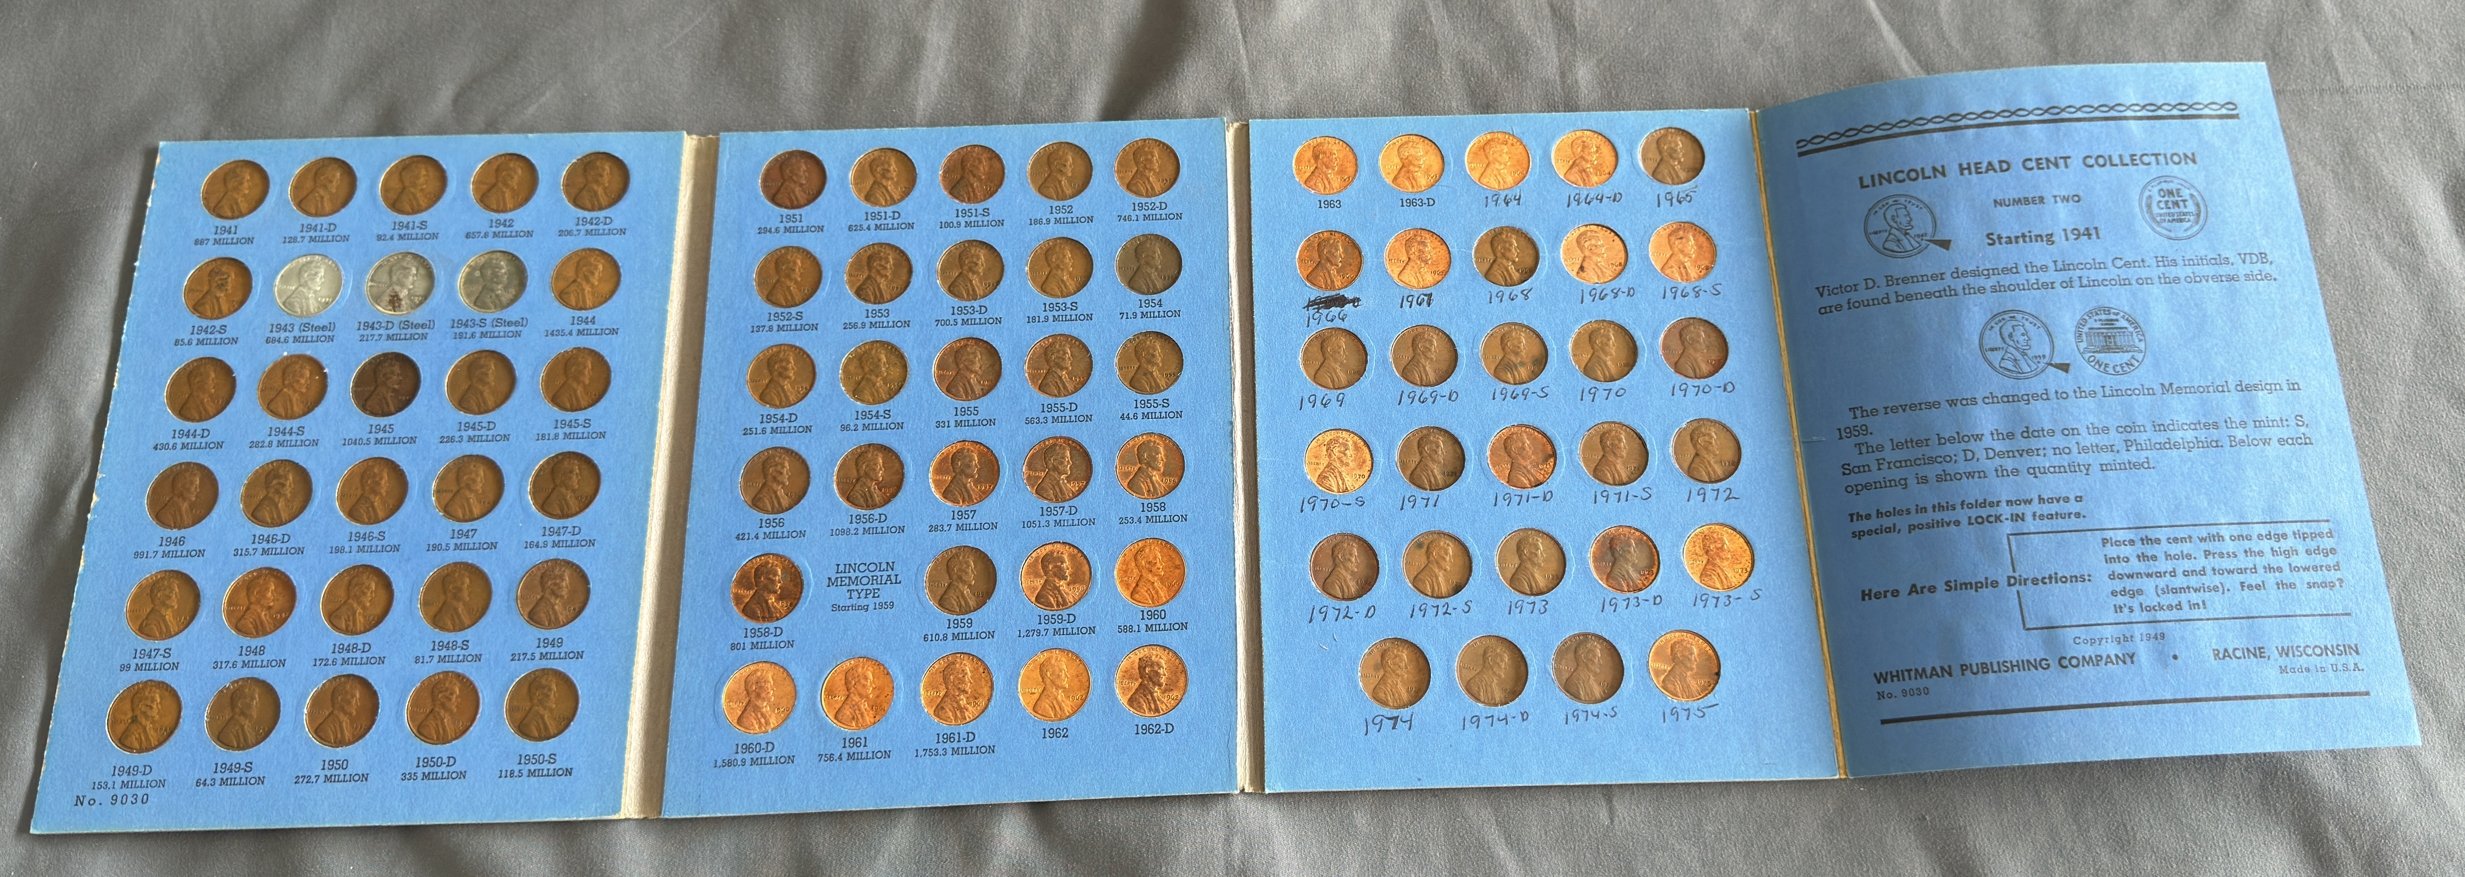 1941 1941-D 1941-S 1942 1942-D
887 MILLION 128.7 MILLION 92.4 MILLION 657.8 MILLION 206.7 MILLION
1942-S 1943 (Steel) 1943-D (Steel) 1943-S (Steel) 1944
85.6 MILLION 684.6 MILLION 217.7 MILLION 191.6 MILLION 1435.4 MILLION
1944-D 1944-S 1945 1945-D 1945-S
430.6 MILLION 282.8 MILLION 1040.5 MILLION 226.3 MILLION 181.8 MILLION
1946 1946-D 1946-S 1947 1947-D
991.7 MILLION 315.7 MILLION 198.1 MILLION 190.5 MILLION 194.9 MILLION
1947-S 1948 1948-D 1948-S 1949
99 MILLION 317.6 MILLION 172.6 MILLION 81.7 MILLION 217.5 MILLION
1949-D 1949-S 1950 1950-D 1950-S
153.1 MILLION 64.3 MILLION 272.7 MILLION 335 MILLION 118.5 MILLION
No. 9030
1951 1951-D 1951-S 1952 1952-D
294.6 MILLION 625.4 MILLION 100.9 MILLION 186.9 MILLION 746.1 MILLION
1952-S 1953 1953-D 1953-S 1954
137.8 MILLION 256.9 MILLION 700.5 MILLION 181.9 MILLION 71.9 MILLION
1954-D 1954-S 1955 1955-D 1955-S
251.6 MILLION 96.2 MILLION 331 MILLION 563.3 MILLION 44.6 MILLION
1956 1956-D 1957 1957-D 1958
421.4 MILLION 1098.2 MILLION 283.7 MILLION 1051.3 MILLION 253.4 MILLION
LINCOLN
MEMORIAL
TYPE
Starting 1959
1958-D 1959 1959-D 1960
801 MILLION 610.8 MILLION 1,279.7 MILLION 588.1 MILLION
1960-D 1961 1961-D 1962 1962-D
1,580.9 MILLION 756.4 MILLION 1,753.3 MILLION
1963 1963-D 1964 1964-D 1965
1966 1967 1968 1968-D 1968-S
1969 1969-D 1969-S 1970 1970-D
1970-S 1971 1971-D 1971-S 1972
1972-D 1972-S 1973 1973-D 1973-S
1974 1974-D 1974-S 1975
LINCOLN HEAD CENT COLLECTION
NUMBER TWO
Starting 1941
ONE
CENT
Victor D. Brenner designed the Lincoln Cent. His initials, VDB,
are found beneath the shoulder of Lincoln on the obverse side.
UNITED STATES OF AMERICA
ONE CENT
The reverse was changed to the Lincoln Memorial design in
1959.
The letter below the date on the coin indicates the mint: S,
San Francisco; D, Denver; no letter, Philadelphia. Below each
opening is shown the quantity minted.
The holes in this folder now have a
special, positive LOCK-IN feature.
Here Are Simple Directions:
Place the cent with one edge tipped
into the hole. Press the high edge
downward and toward the lowered
edge (slantwise). Feel the snap?
It's locked in!
Copyright 1949
WHITMAN PUBLISHING COMPANY • RACINE, WISCONSIN
No. 9030 Made in U.S.A.